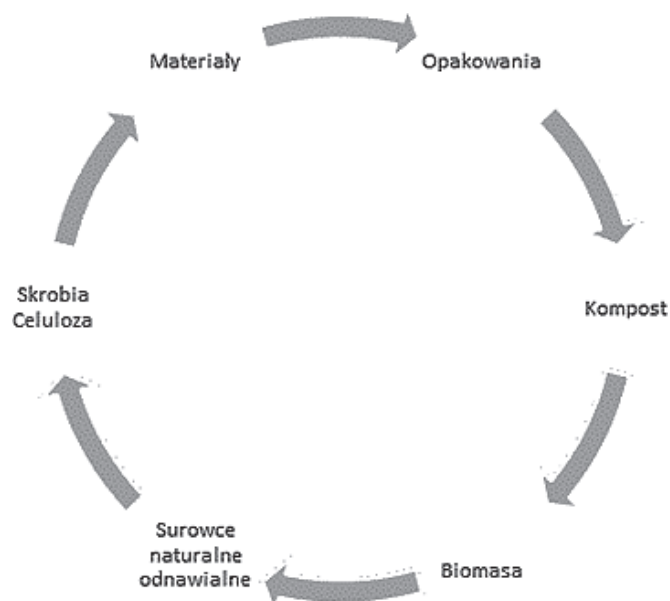 Materiały
Opakowania
Skrobia
Celuloza
Kompost
Surowce
naturalne
odnawialne
Biomasa